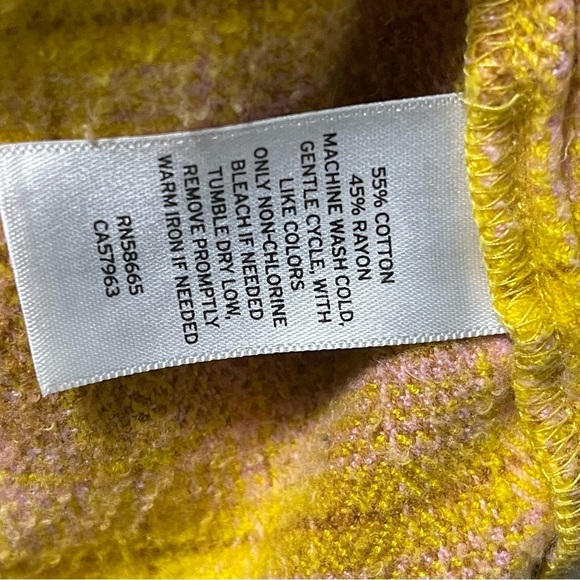 55% COTTON
45% RAYON
MACHINE WASH COLD,
GENTLE CYCLE, WITH
LIKE COLORS
ONLY NON-CHLORINE
BLEACH IF NEEDED
TUMBLE DRY LOW,
REMOVE PROMPTLY
WARM IRON IF NEEDED
RN58665
CA57963